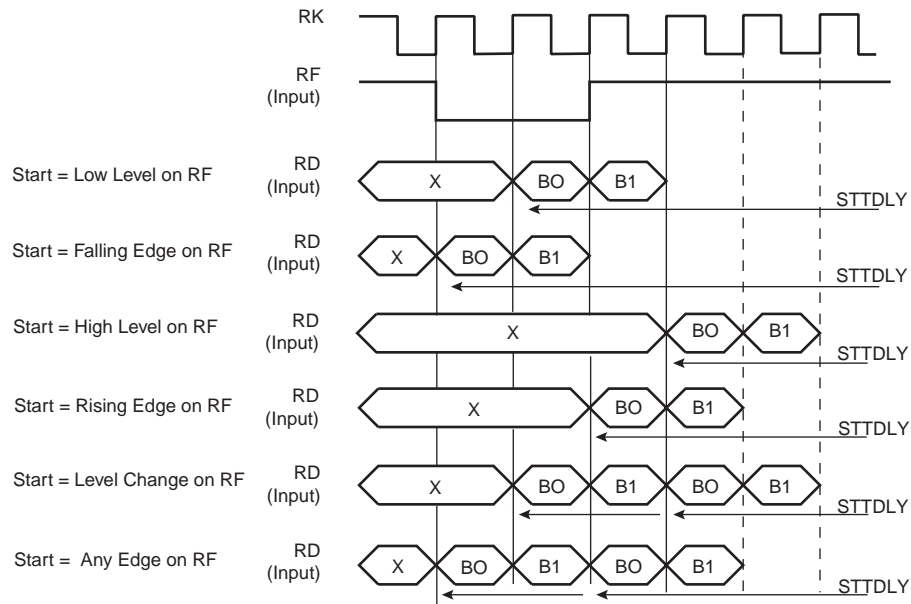 RK
RF
(Input)
Start = Low Level on RF
RD
(Input)
X
BO
B1
STTDLY
Start = Falling Edge on RF
RD
(Input)
X
BO
B1
STTDLY
Start = High Level on RF
RD
(Input)
X
BO
B1
STTDLY
Start = Rising Edge on RF
RD
(Input)
X
BO
B1
STTDLY
Start = Level Change on RF
RD
(Input)
X
BO
B1
BO
B1
STTDLY
Start = Any Edge on RF
RD
(Input)
X
BO
B1
BO
B1
STTDLY